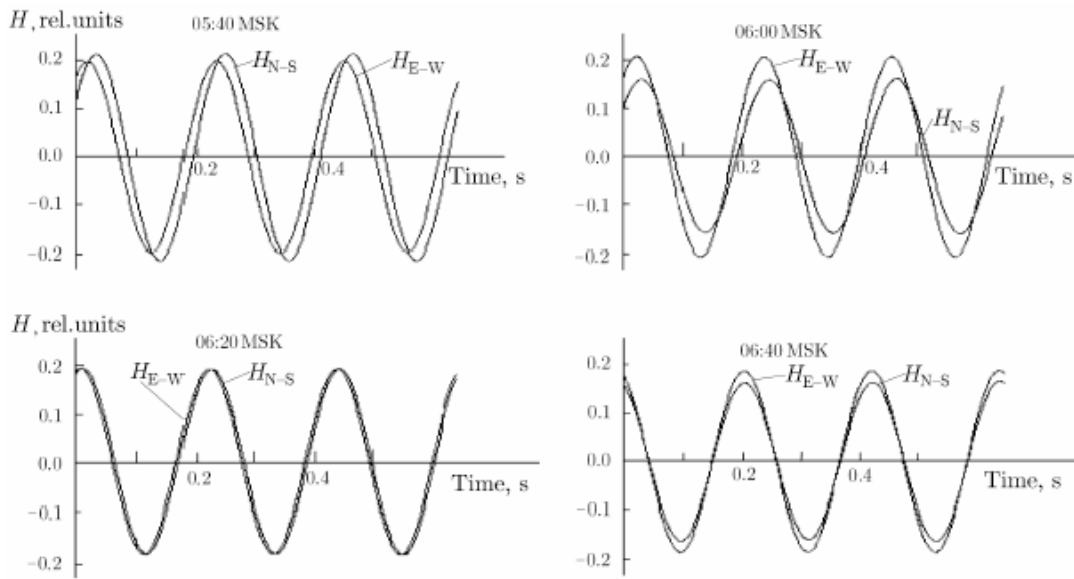 H, rel.units
05:40 MSK
0.2
0.1
0.0
−0.1
−0.2
H_N–S
H_E–W
0.2
0.4
Time, s
06:00 MSK
0.2
0.1
0.0
−0.1
−0.2
H_E–W
H_N–S
0.2
0.4
Time, s
H, rel.units
06:20 MSK
0.2
0.1
0.0
−0.1
−0.2
H_E–W
H_N–S
0.2
0.4
Time, s
06:40 MSK
0.2
0.1
0.0
−0.1
−0.2
H_E–W
H_N–S
0.2
0.4
Time, s